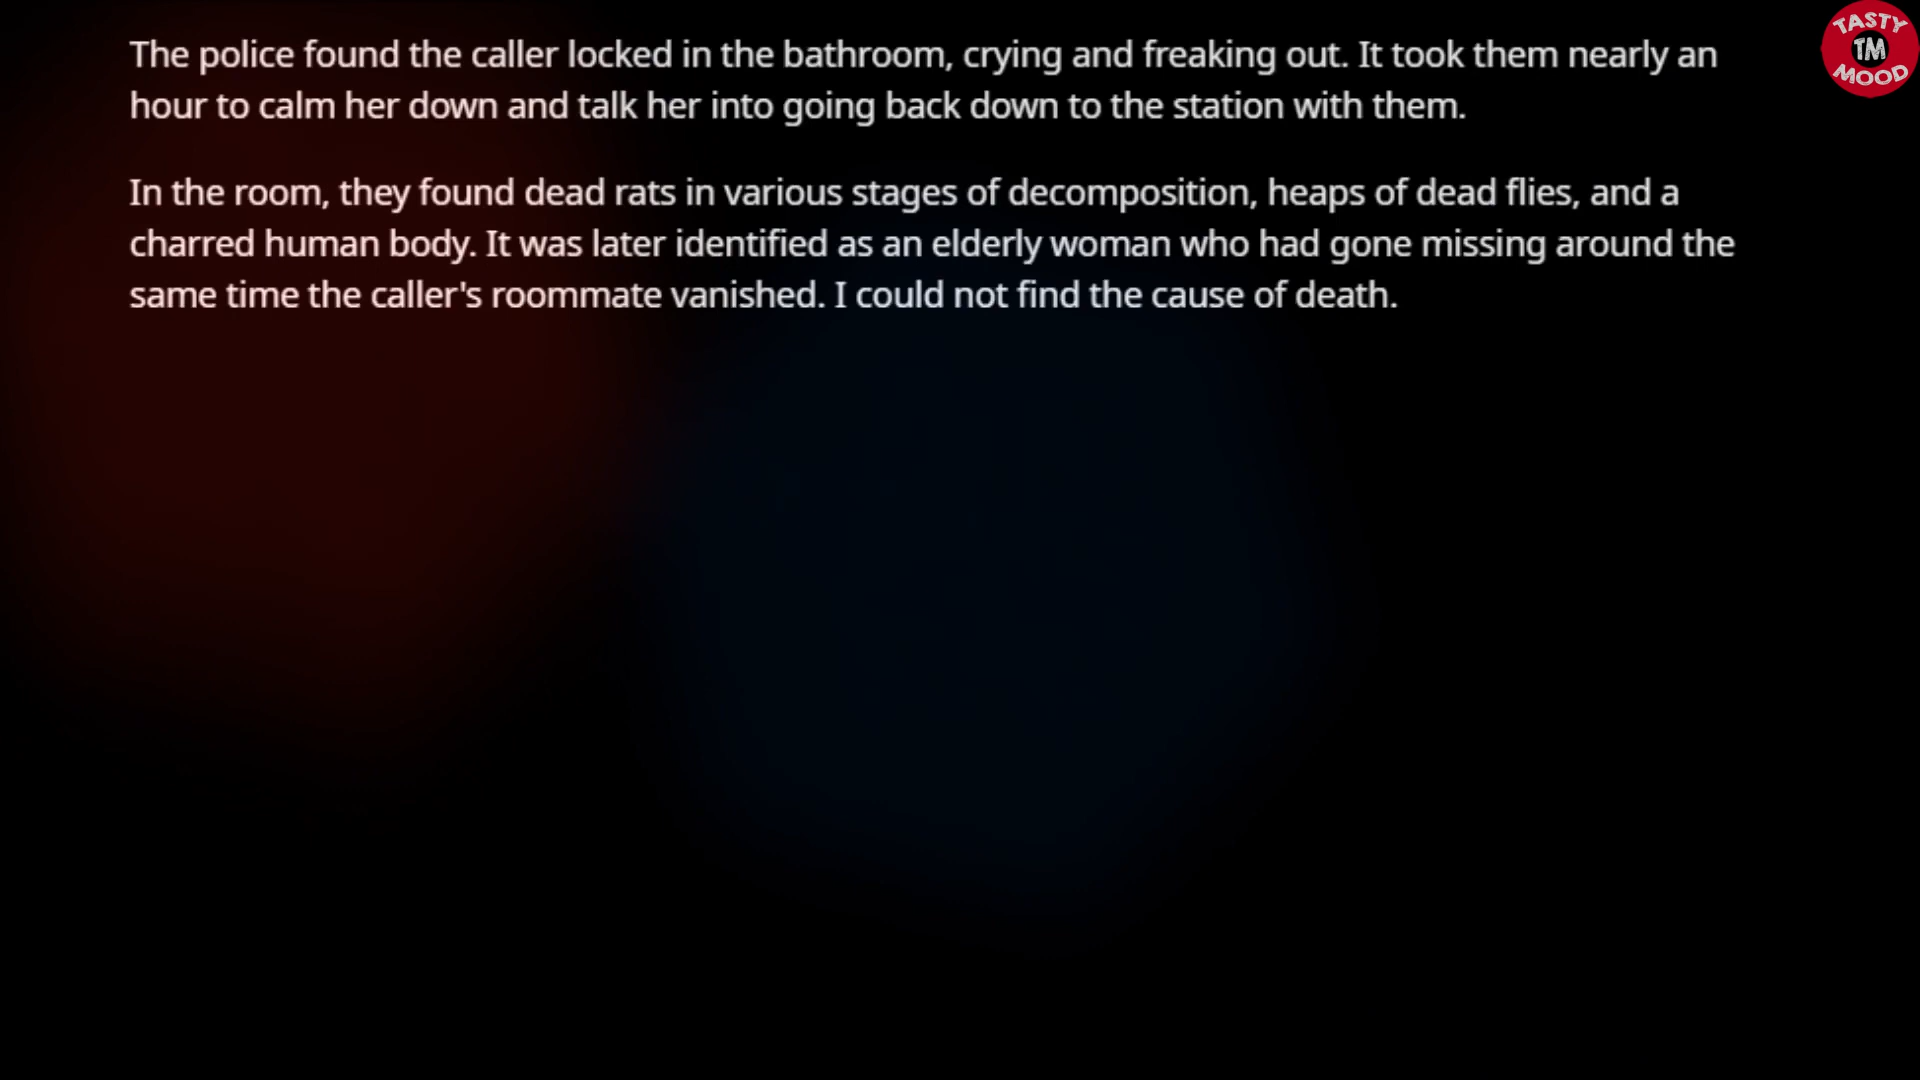 The police found the caller locked in the bathroom, crying and freaking out. It took them nearly an
hour to calm her down and talk her into going back down to the station with them.
In the room, they found dead rats in various stages of decomposition, heaps of dead flies, and a
charred human body. It was later identified as an elderly woman who had gone missing around the
same time the caller's roommate vanished. I could not find the cause of death.
TASTY
TM
MOOD